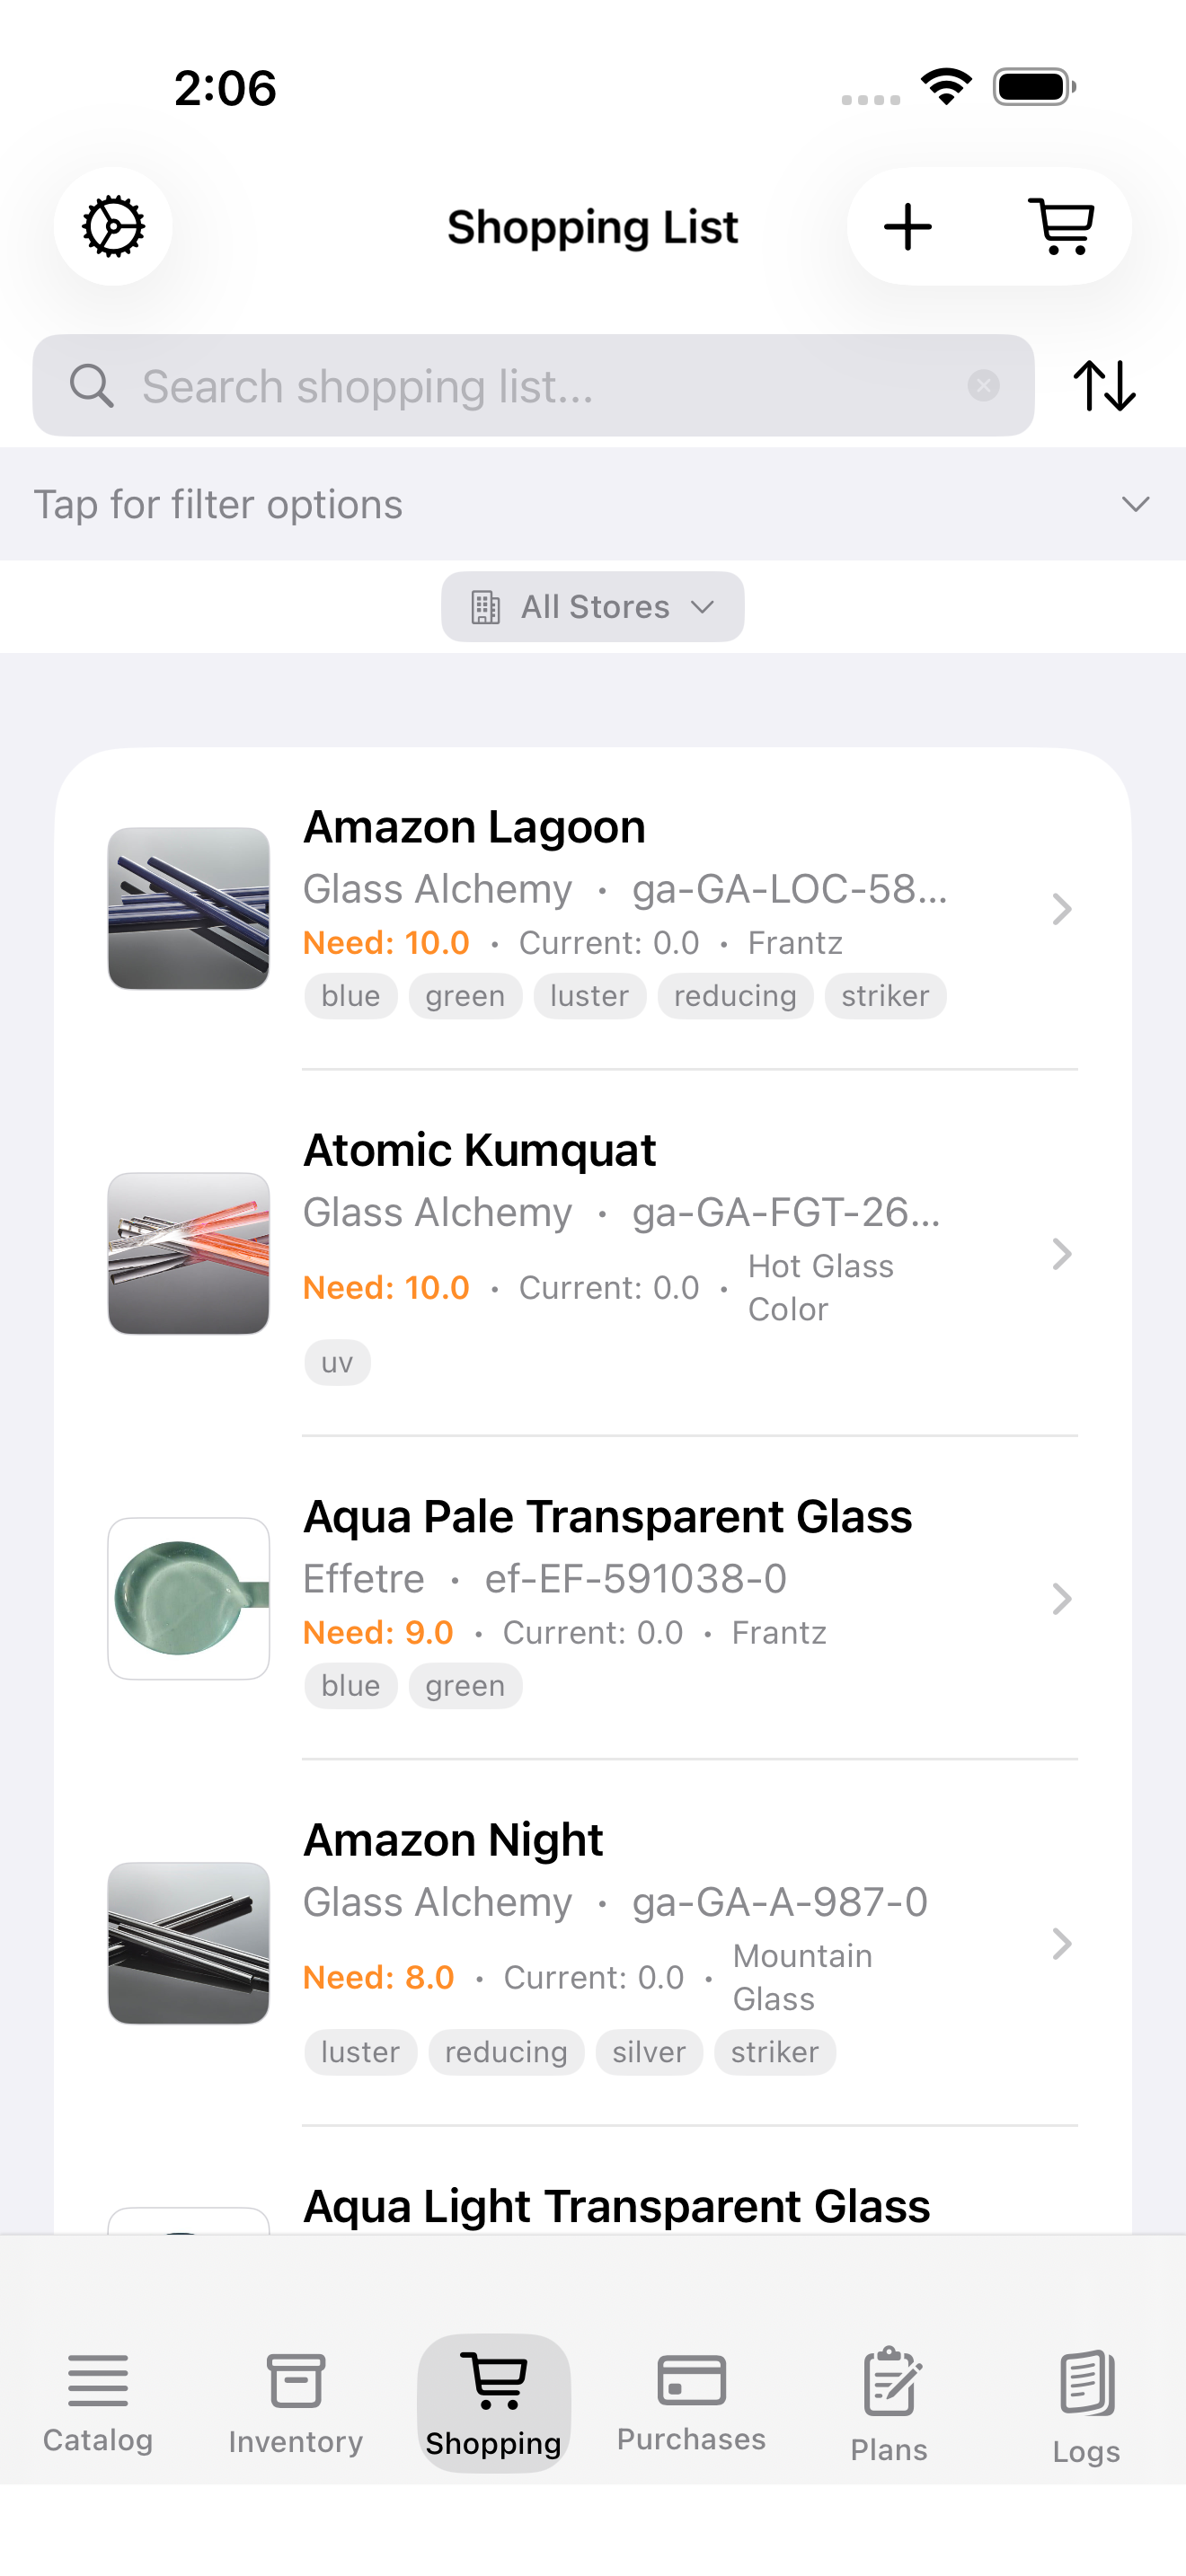 2:06
Shopping List
Search shopping list...
Tap for filter options
All Stores
Amazon Lagoon
Glass Alchemy • ga-GA-LOC-58...
Need: 10.0 • Current: 0.0 • Frantz
blue green luster reducing striker
Atomic Kumquat
Glass Alchemy • ga-GA-FGT-26...
Need: 10.0 • Current: 0.0 • Hot Glass
Color
uv
Aqua Pale Transparent Glass
Effetre • ef-EF-591038-0
Need: 9.0 • Current: 0.0 • Frantz
blue green
Amazon Night
Glass Alchemy • ga-GA-A-987-0
Need: 8.0 • Current: 0.0 • Mountain
Glass
luster reducing silver striker
Aqua Light Transparent Glass
Catalog Inventory Shopping Purchases Plans Logs